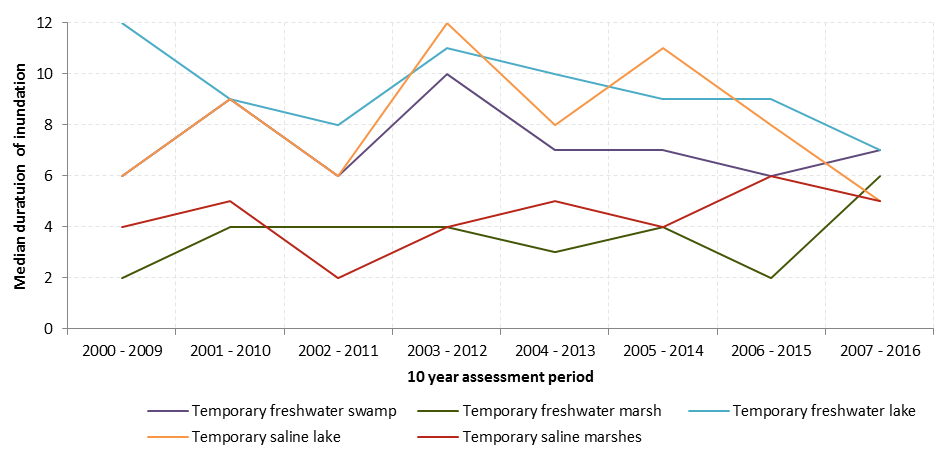 12
10
8
6
4
2
0
Median duratuion of inundation
2000 - 2009 2001 - 2010 2002 - 2011 2003 - 2012 2004 - 2013 2005 - 2014 2006 - 2015 2007 - 2016
10 year assessment period
Temporary freshwater swamp Temporary freshwater marsh Temporary freshwater lake
Temporary saline lake Temporary saline marshes